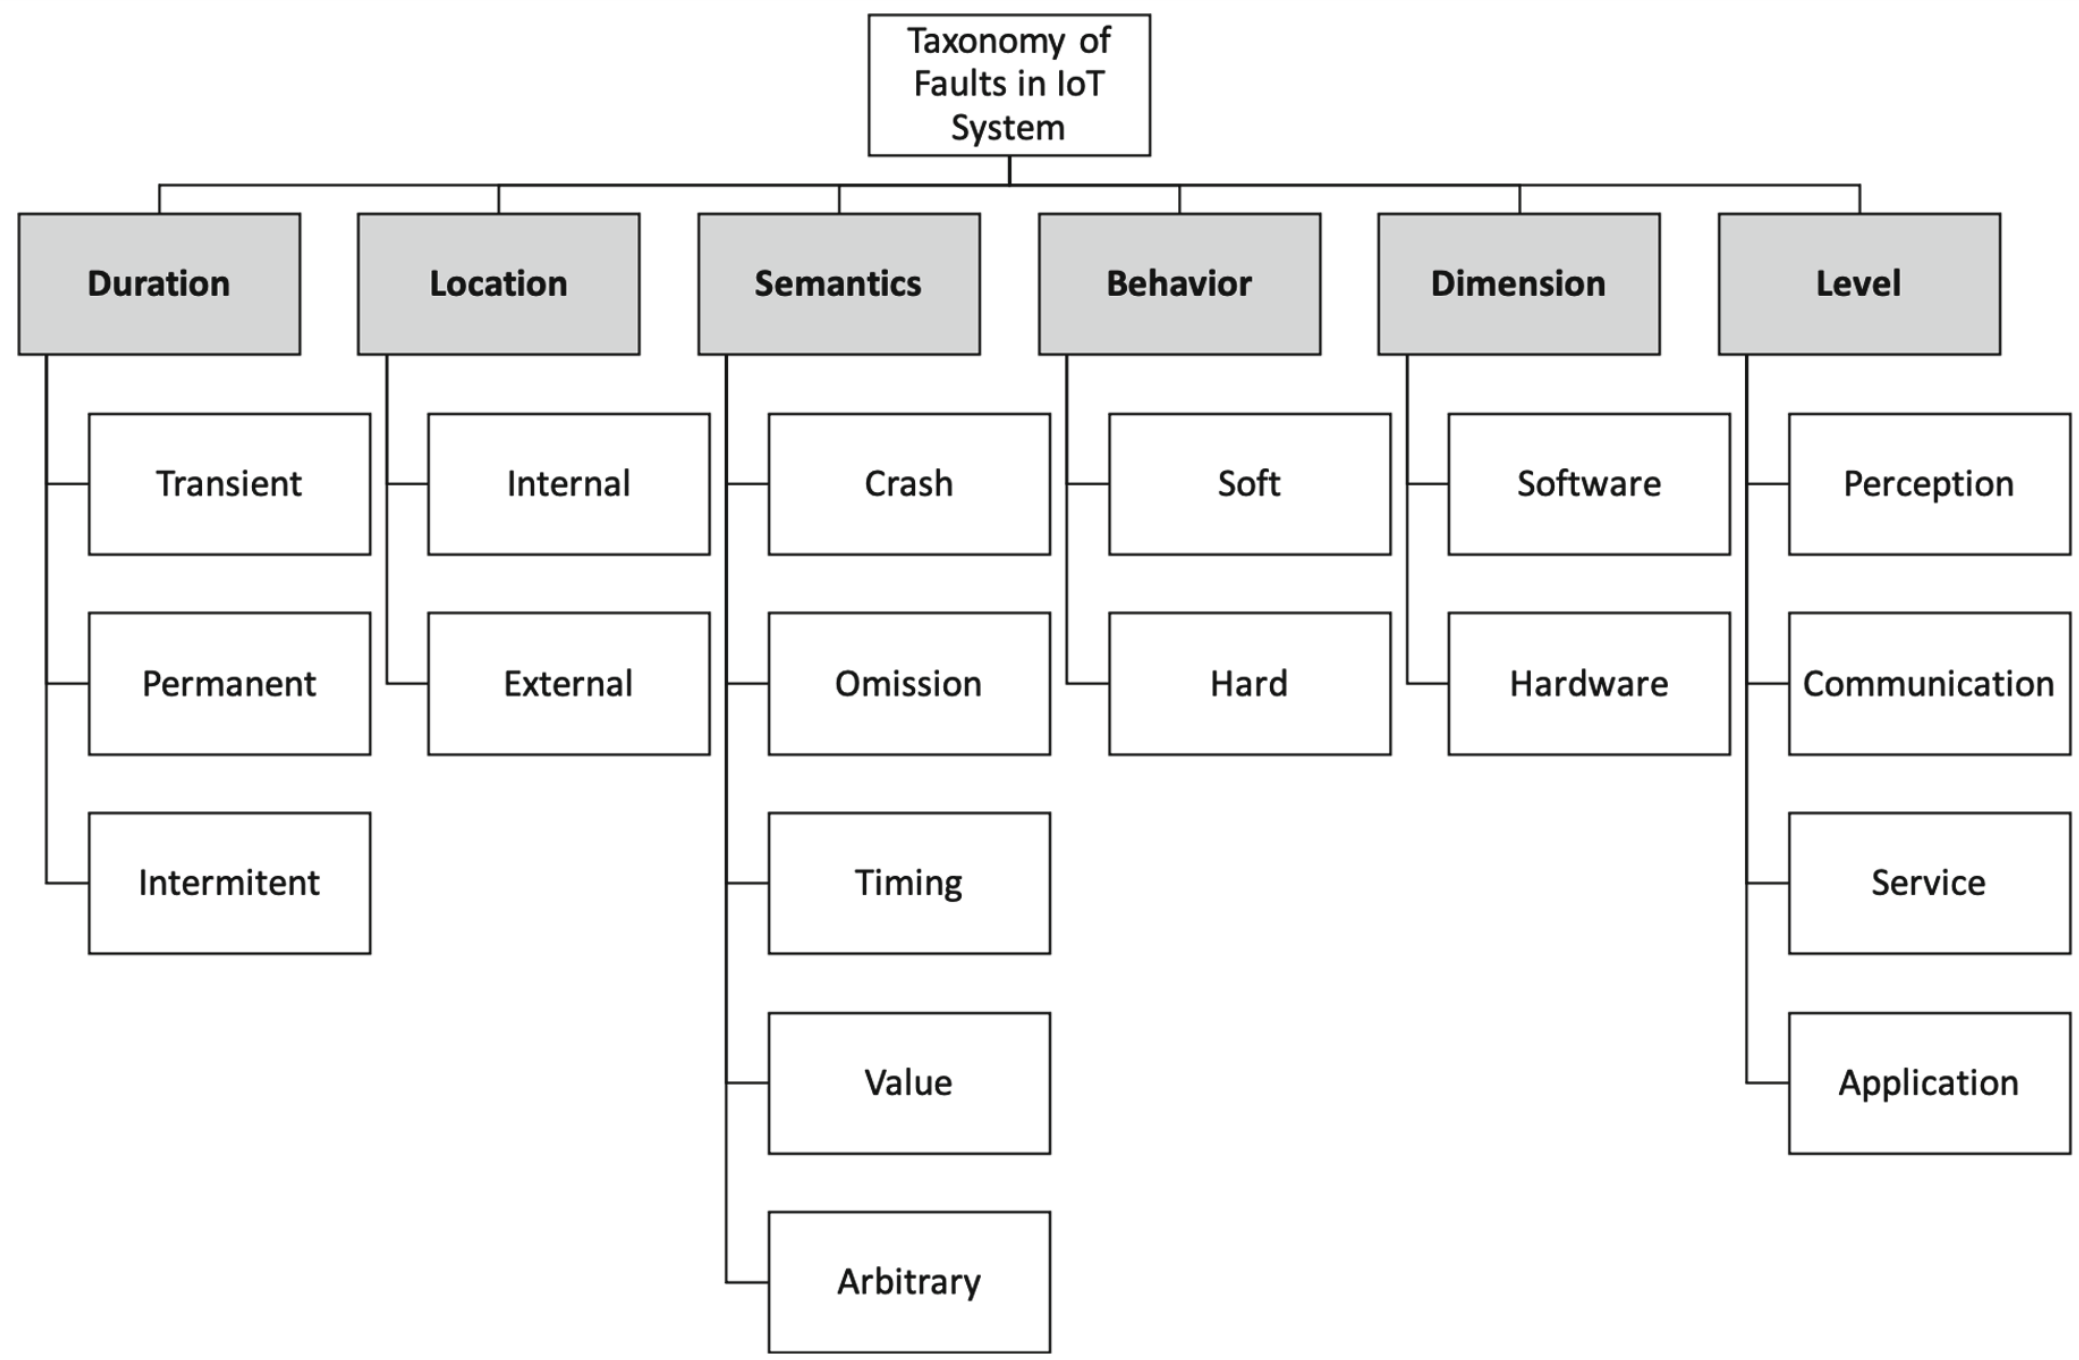 Taxonomy of
Faults in IoT
System
Duration
Location
Semantics
Behavior
Dimension
Level
Transient
Internal
Crash
Soft
Software
Perception
Permanent
External
Omission
Hard
Hardware
Communication
Intermitent
Timing
Service
Value
Application
Arbitrary